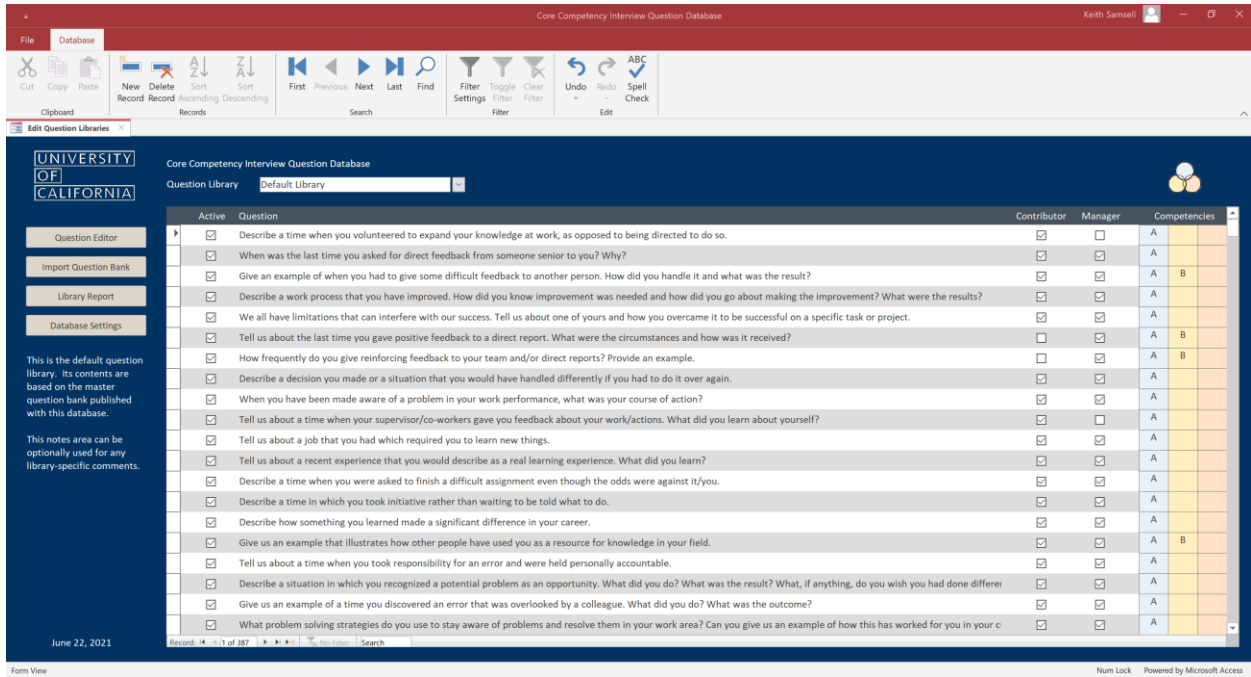 Core Competency Interview Question Database
Keith Samsell
File Database
Cut Copy Paste
New Record Delete Record Sort Ascending Sort Descending
First Previous Next Last Find
Filter Settings Toggle Filter Clear Filter
Undo Redo ABC Spell Check
Clipboard Records Search Filter Edit
Edit Question Libraries
UNIVERSITY
OF
CALIFORNIA
Core Competency Interview Question Database
Question Library Default Library
Question Editor
Import Question Bank
Library Report
Database Settings
This is the default question
library. Its contents are
based on the master
question bank published
with this database.
This notes area can be
optionally used for any
library-specific comments.
June 22, 2021
Active Question Contributor Manager Competencies
Describe a time when you volunteered to expand your knowledge at work, as opposed to being directed to do so. A
When was the last time you asked for direct feedback from someone senior to you? Why? A
Give an example of when you had to give some difficult feedback to another person. How did you handle it and what was the result? A B
Describe a work process that you have improved. How did you know improvement was needed and how did you go about making the improvement? What were the results? A
We all have limitations that can interfere with our success. Tell us about one of yours and how you overcame it to be successful on a specific task or project. A
Tell us about the last time you gave positive feedback to a direct report. What were the circumstances and how was it received? A B
How frequently do you give reinforcing feedback to your team and/or direct reports? Provide an example. A B
Describe a decision you made or a situation that you would have handled differently if you had to do it over again. A
When you have been made aware of a problem in your work performance, what was your course of action? A
Tell us about a time when your supervisor/co-workers gave you feedback about your work/actions. What did you learn about yourself? A
Tell us about a job that you had which required you to learn new things. A
Tell us about a recent experience that you would describe as a real learning experience. What did you learn? A
Describe a time when you were asked to finish a difficult assignment even though the odds were against it/you. A
Describe a time in which you took initiative rather than waiting to be told what to do. A
Describe how something you learned made a significant difference in your career. A
Give us an example that illustrates how other people have used you as a resource for knowledge in your field. A B
Tell us about a time when you took responsibility for an error and were held personally accountable. A
Describe a situation in which you recognized a potential problem as an opportunity. What did you do? What was the result? What, if anything, do you wish you had done differen A
Give us an example of a time you discovered an error that was overlooked by a colleague. What did you do? What was the outcome? A
What problem solving strategies do you use to stay aware of problems and resolve them in your work area? Can you give us an example of how this has worked for you in your c A
Record: 1 of 387 No Filter Search
Form View Num Lock Powered by Microsoft Access